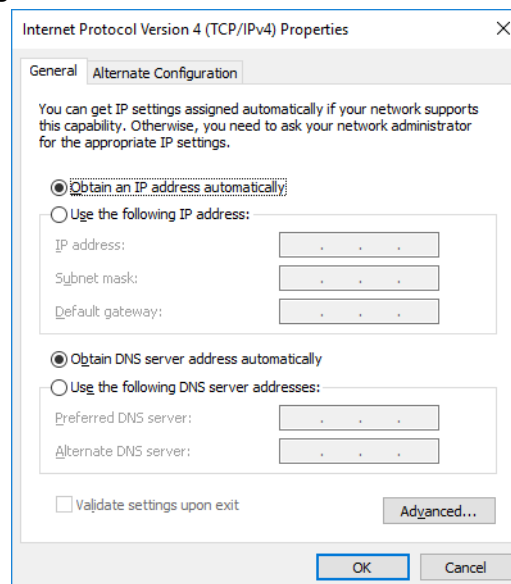 Internet Protocol Version 4 (TCP/IPv4) Properties
General
Alternate Configuration
You can get IP settings assigned automatically if your network supports
this capability. Otherwise, you need to ask your network administrator
for the appropriate IP settings.
Obtain an IP address automatically
Use the following IP address:
IP address:
Subnet mask:
Default gateway:
Obtain DNS server address automatically
Use the following DNS server addresses:
Preferred DNS server:
Alternate DNS server:
Validate settings upon exit
Advanced...
OK
Cancel